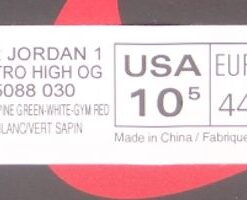 JORDAN 1
TRO HIGH OG
5088 030
PINE GREEN-WHITE-GYM RED
BLANC/VERT SAPIN
USA
10⁵
EUR
44
Made in China / Fabriqué